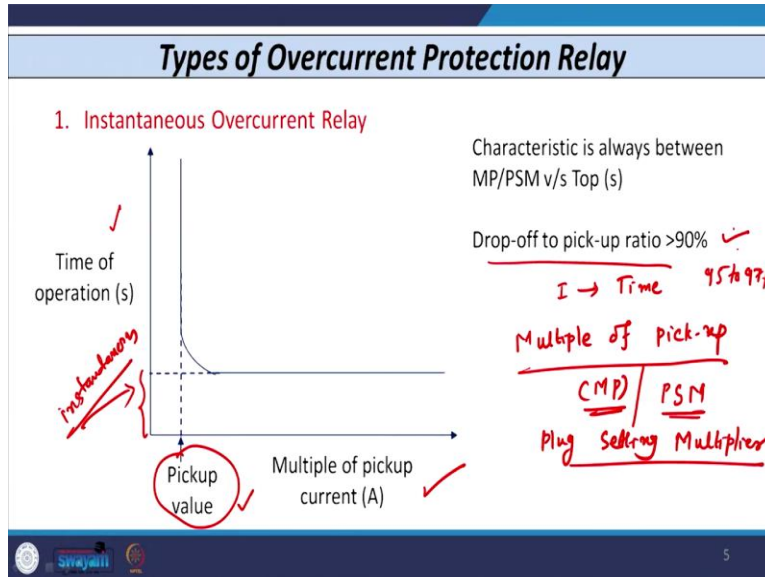 Types of Overcurrent Protection Relay
1. Instantaneous Overcurrent Relay
Characteristic is always between
MP/PSM v/s Top (s)
Drop-off to pick-up ratio >90%
I → Time 95 to 97%
Multiple of pick-up
(MP) PSM
Plug Setting Multiplier
Time of
operation (s)
instantaneous
Pickup
value
Multiple of pickup
current (A)
swayam
5